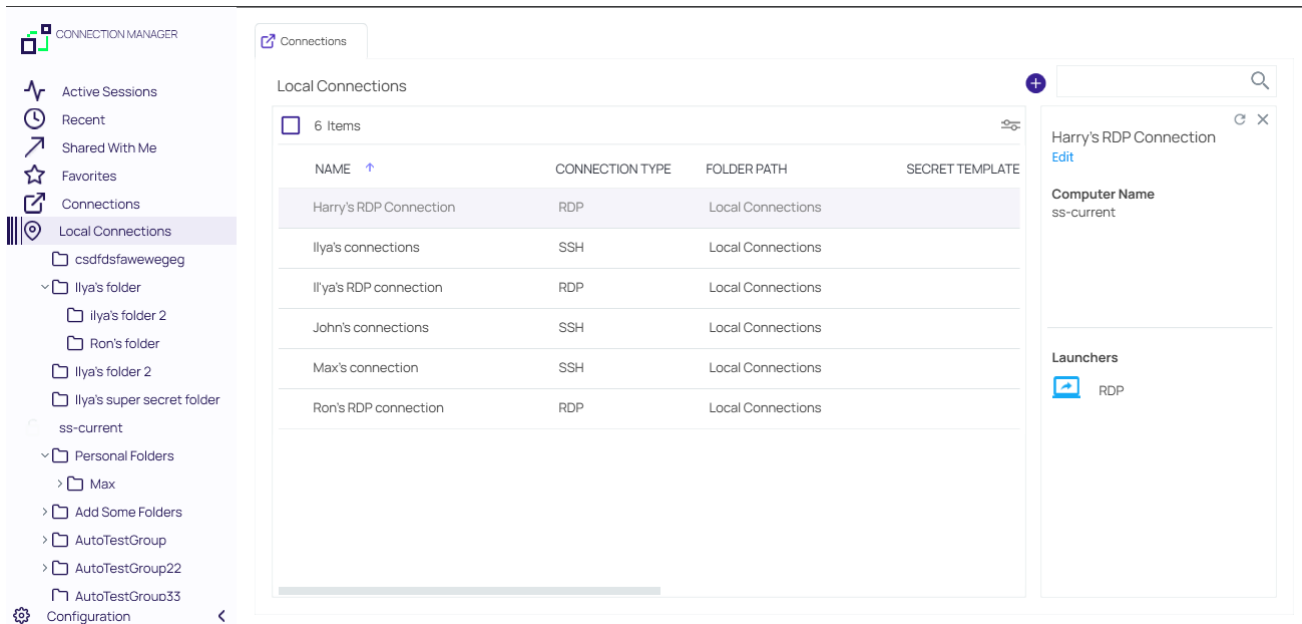 CONNECTION MANAGER
Active Sessions
Recent
Shared With Me
Favorites
Connections
Local Connections
csdfdsfawewegeg
Ilya's folder
ilya's folder 2
Ron's folder
Ilya's folder 2
Ilya's super secret folder
ss-current
Personal Folders
Max
Add Some Folders
AutoTestGroup
AutoTestGroup22
AutoTestGroup33
Configuration
Connections
Local Connections
6 Items
NAME CONNECTION TYPE FOLDER PATH SECRET TEMPLATE
Harry's RDP Connection RDP Local Connections
Ilya's connections SSH Local Connections
Il'ya's RDP connection RDP Local Connections
John's connections SSH Local Connections
Max's connection SSH Local Connections
Ron's RDP connection RDP Local Connections
Harry's RDP Connection
Edit
Computer Name
ss-current
Launchers
RDP